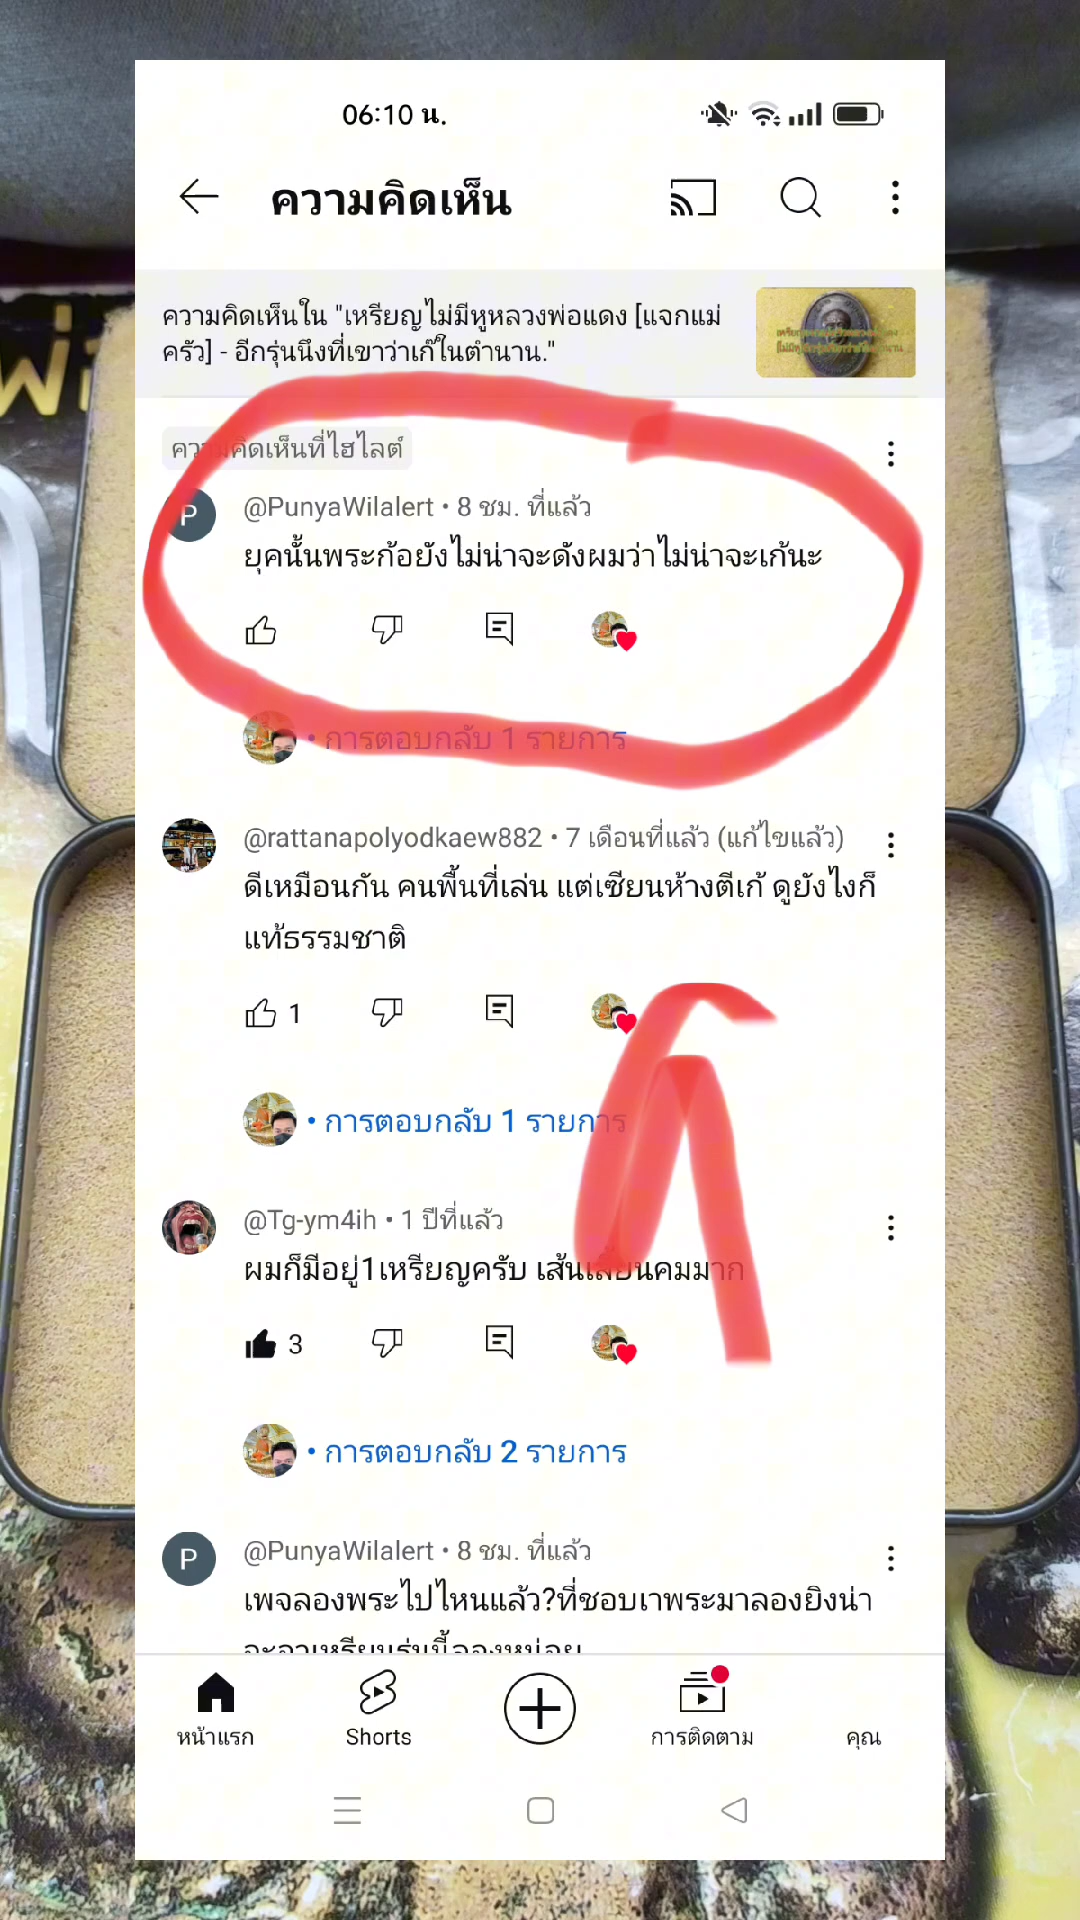 06:10 น.
ความคิดเห็น
ความคิดเห็นใน "เหรียญไม่มีหูหลวงพ่อแดง [แจกแม่
ครัว] - อีกรุ่นนึงที่เขาว่าเก๊ในตำนาน."
ความคิดเห็นที่ไฮไลต์
P
@PunyaWilalert • 8 ชม. ที่แล้ว
ยุคนั้นพระก้อยังไม่น่าจะดังผมว่าไม่น่าจะเก้นะ
• การตอบกลับ 1 รายการ
@rattanapolyodkaew882 • 7 เดือนที่แล้ว (แก้ไขแล้ว)
ดีเหมือนกัน คนพื้นที่เล่น แต่เซียนห้างตีเก้ ดูยังไงก็
แท้ธรรมชาติ
1
• การตอบกลับ 1 รายการ
@Tg-ym4ih • 1 ปีที่แล้ว
ผมก็มีอยู่1เหรียญครับ เส้นเสี้ยนคมมาก
3
• การตอบกลับ 2 รายการ
P
@PunyaWilalert • 8 ชม. ที่แล้ว
เพจลองพระไปไหนแล้ว?ที่ชอบเาพระมาลองยิงน่า
หน้าแรก
Shorts
การติดตาม
คุณ